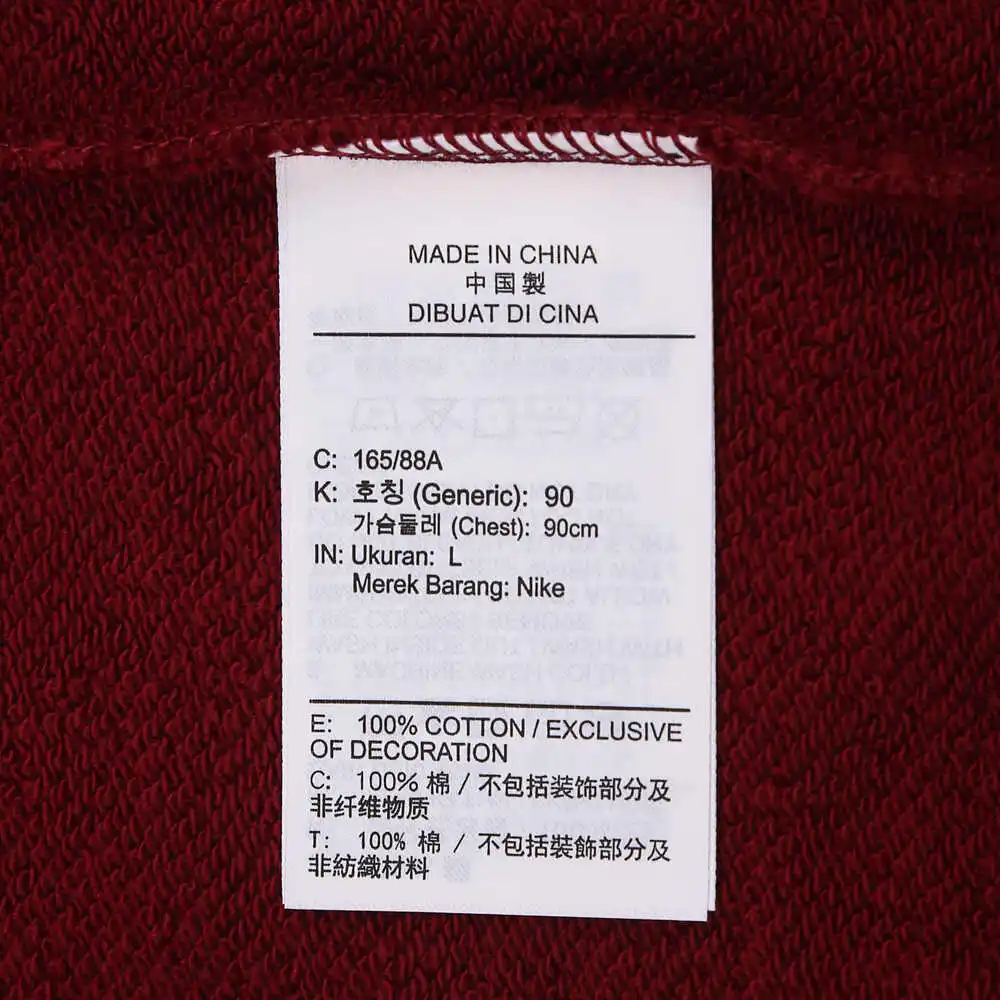 MADE IN CHINA
中国製
DIBUAT DI CINA
C: 165/88A
K: 호칭 (Generic): 90
가슴둘레 (Chest): 90cm
IN: Ukuran: L
Merek Barang: Nike
E: 100% COTTON / EXCLUSIVE
OF DECORATION
C: 100% 棉 / 不包括装饰部分及
非纤维物质
T: 100% 棉 / 不包括裝飾部分及
非紡織材料